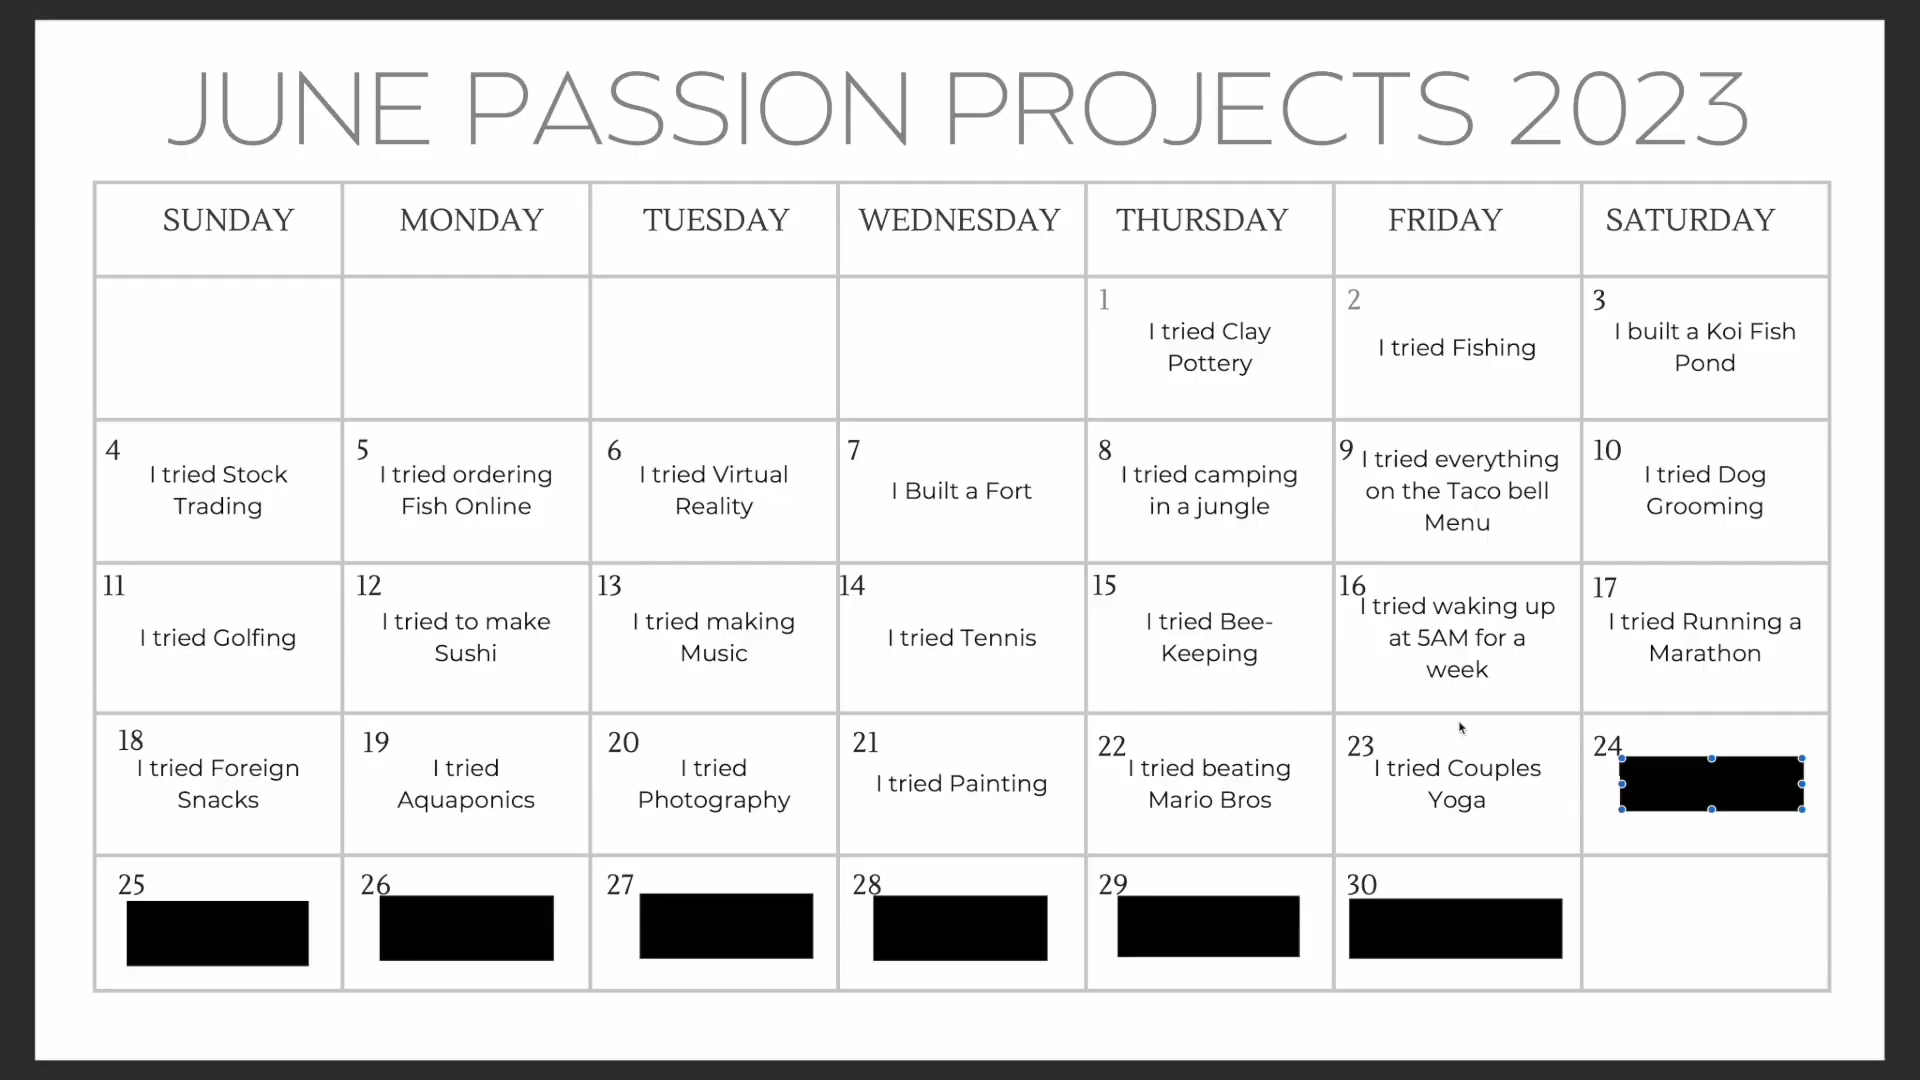 JUNE PASSION PROJECTS 2023
SUNDAY MONDAY TUESDAY WEDNESDAY THURSDAY FRIDAY SATURDAY
1
I tried Clay
Pottery
2
I tried Fishing
3
I built a Koi Fish
Pond
4
I tried Stock
Trading
5
I tried ordering
Fish Online
6
I tried Virtual
Reality
7
I Built a Fort
8
I tried camping
in a jungle
9
I tried everything
on the Taco bell
Menu
10
I tried Dog
Grooming
11
I tried Golfing
12
I tried to make
Sushi
13
I tried making
Music
14
I tried Tennis
15
I tried Bee-
Keeping
16
I tried waking up
at 5AM for a
week
17
I tried Running a
Marathon
18
I tried Foreign
Snacks
19
I tried
Aquaponics
20
I tried
Photography
21
I tried Painting
22
I tried beating
Mario Bros
23
I tried Couples
Yoga
24
25
26
27
28
29
30